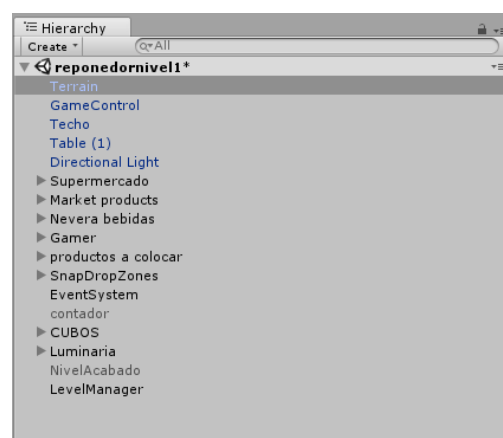 Hierarchy
Create All
reponedornivel1*
Terrain
GameControl
Techo
Table (1)
Directional Light
Supermercado
Market products
Nevera bebidas
Gamer
productos a colocar
SnapDropZones
EventSystem
contador
CUBOS
Luminaria
NivelAcabado
LevelManager